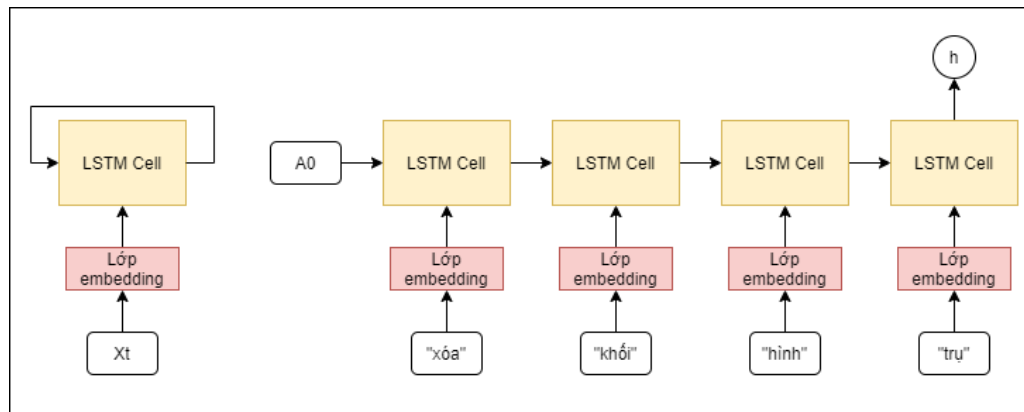 h
LSTM Cell
A0
LSTM Cell
LSTM Cell
LSTM Cell
LSTM Cell
Lớp
embedding
Lớp
embedding
Lớp
embedding
Lớp
embedding
Lớp
embedding
Xt
"xóa"
"khối"
"hình"
"trụ"